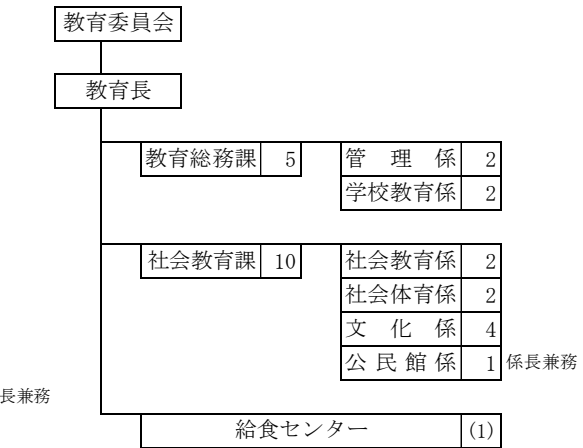 教育委員会
教育長
教育総務課 5 管理係 2
学校教育係 2
社会教育課 10 社会教育係 2
社会体育係 2
文化係 4
公民館係 1 係長兼務
長兼務
給食センター (1)